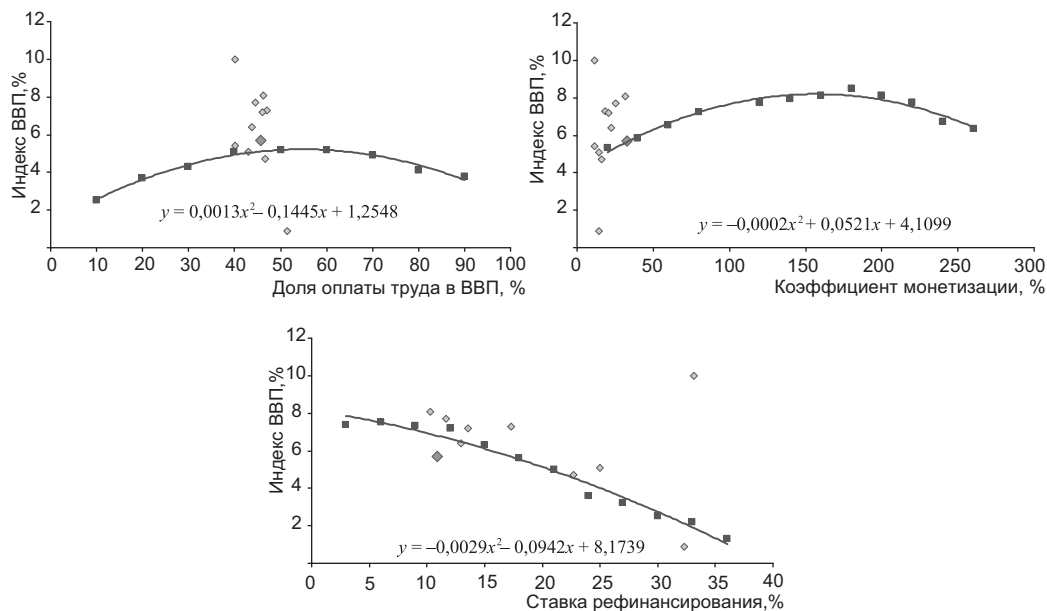 12
10
8
6
4
2
Индекс ВВП,%
y = 0,0013x²– 0,1445x + 1,2548
0 10 20 30 40 50 60 70 80 90 100
Доля оплаты труда в ВВП, %
12
10
8
6
4
2
Индекс ВВП,%
y = –0,0002x² + 0,0521x + 4,1099
0 50 100 150 200 250 300
Коэффициент монетизации, %
12
10
8
6
4
2
Индекс ВВП,%
y = –0,0029x²– 0,0942x + 8,1739
0 5 10 15 20 25 30 35 40
Ставка рефинансирования,%